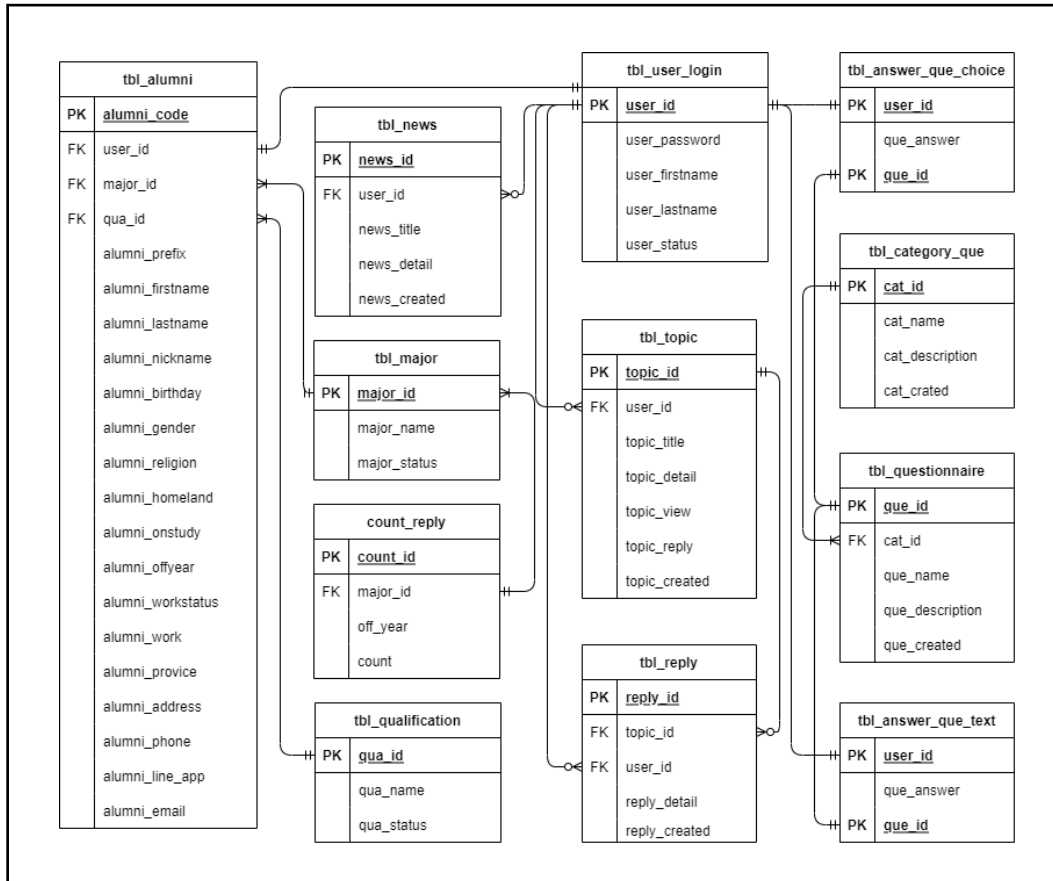 tbl_alumni
PK alumni_code
FK user_id
FK major_id
FK qua_id
alumni_prefix
alumni_firstname
alumni_lastname
alumni_nickname
alumni_birthday
alumni_gender
alumni_religion
alumni_homeland
alumni_onstudy
alumni_offyear
alumni_workstatus
alumni_work
alumni_provice
alumni_address
alumni_phone
alumni_line_app
alumni_email
tbl_news
PK news_id
FK user_id
news_title
news_detail
news_created
tbl_major
PK major_id
major_name
major_status
count_reply
PK count_id
FK major_id
off_year
count
tbl_qualification
PK qua_id
qua_name
qua_status
tbl_user_login
PK user_id
user_password
user_firstname
user_lastname
user_status
tbl_topic
PK topic_id
FK user_id
topic_title
topic_detail
topic_view
topic_reply
topic_created
tbl_reply
PK reply_id
FK topic_id
FK user_id
reply_detail
reply_created
tbl_answer_que_choice
PK user_id
que_answer
PK que_id
tbl_category_que
PK cat_id
cat_name
cat_description
cat_crated
tbl_questionnaire
PK que_id
FK cat_id
que_name
que_description
que_created
tbl_answer_que_text
PK user_id
que_answer
PK que_id